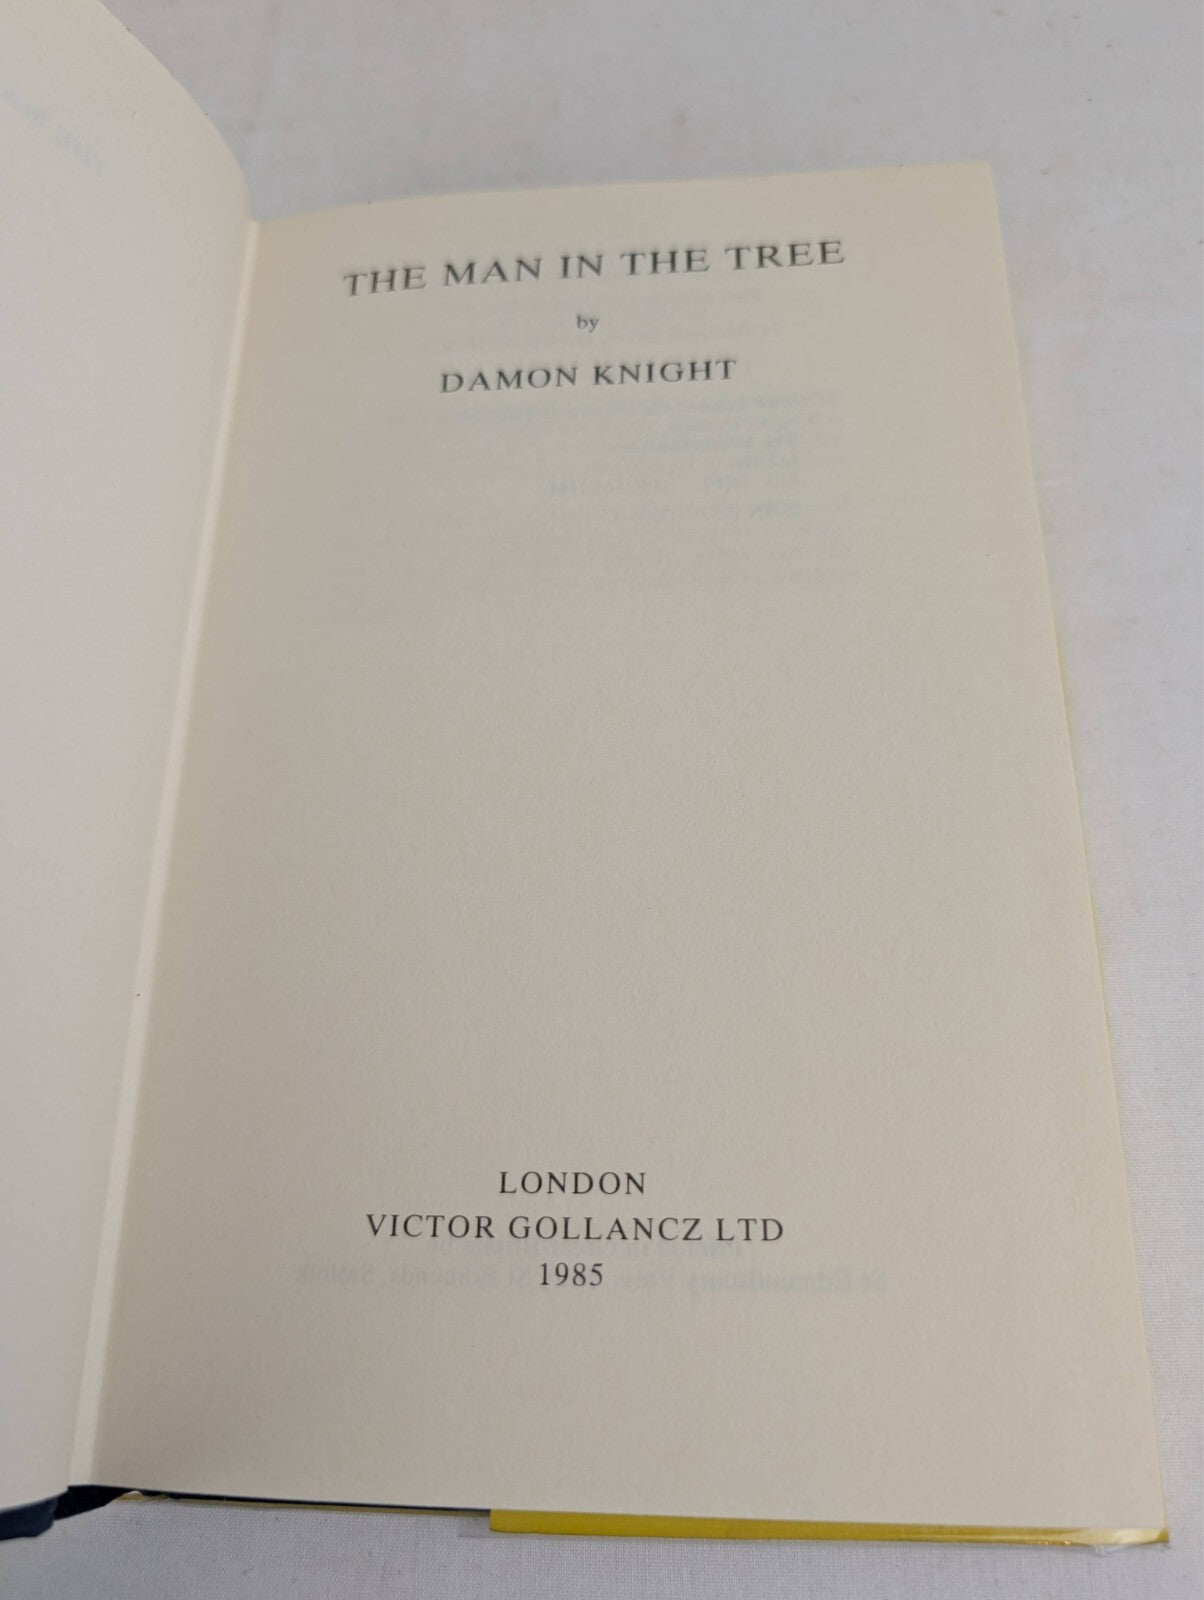 THE MAN IN THE TREE
by
DAMON KNIGHT
LONDON
VICTOR GOLLANCZ LTD
1985